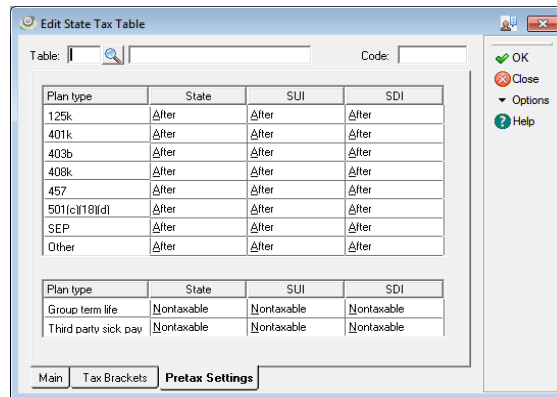 Edit State Tax Table
Table: Code:
OK
Close
Options
Help
Plan type State SUI SDI
125k After After After
401k After After After
403b After After After
408k After After After
457 After After After
501(c)(18)(d) After After After
SEP After After After
Other After After After
Plan type State SUI SDI
Group term life Nontaxable Nontaxable Nontaxable
Third party sick pay Nontaxable Nontaxable Nontaxable
Main Tax Brackets Pretax Settings